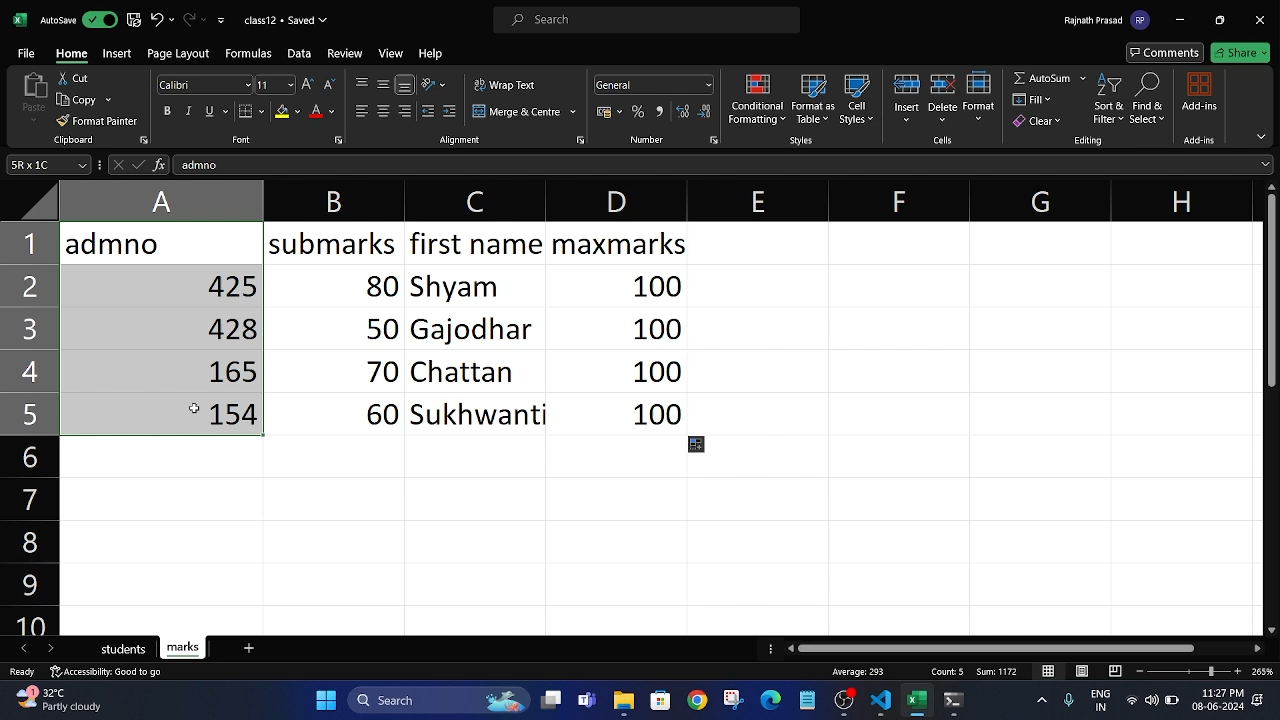 AutoSave
class12 • Saved
Search
Rajnath Prasad RP
File Home Insert Page Layout Formulas Data Review View Help
Comments Share
Paste
Cut
Copy
Format Painter
Clipboard
Calibri 11
B I U
Font
Wrap Text
Merge & Centre
Alignment
General
Number
Conditional Formatting
Format as Table
Cell Styles
Styles
Insert Delete Format
Cells
AutoSum
Fill
Clear
Sort & Filter
Find & Select
Editing
Add-ins
Add-ins
5R x 1C fx admno
A B C D E F G H
1 admno submarks first name maxmarks
2 425 80 Shyam 100
3 428 50 Gajodhar 100
4 165 70 Chattan 100
5 154 60 Sukhwanti 100
6
7
8
9
10
students marks
Ready Accessibility: Good to go Average: 293 Count: 5 Sum: 1172 265%
1 32°C
Partly cloudy
Search
ENG
IN
11:27 PM
08-06-2024